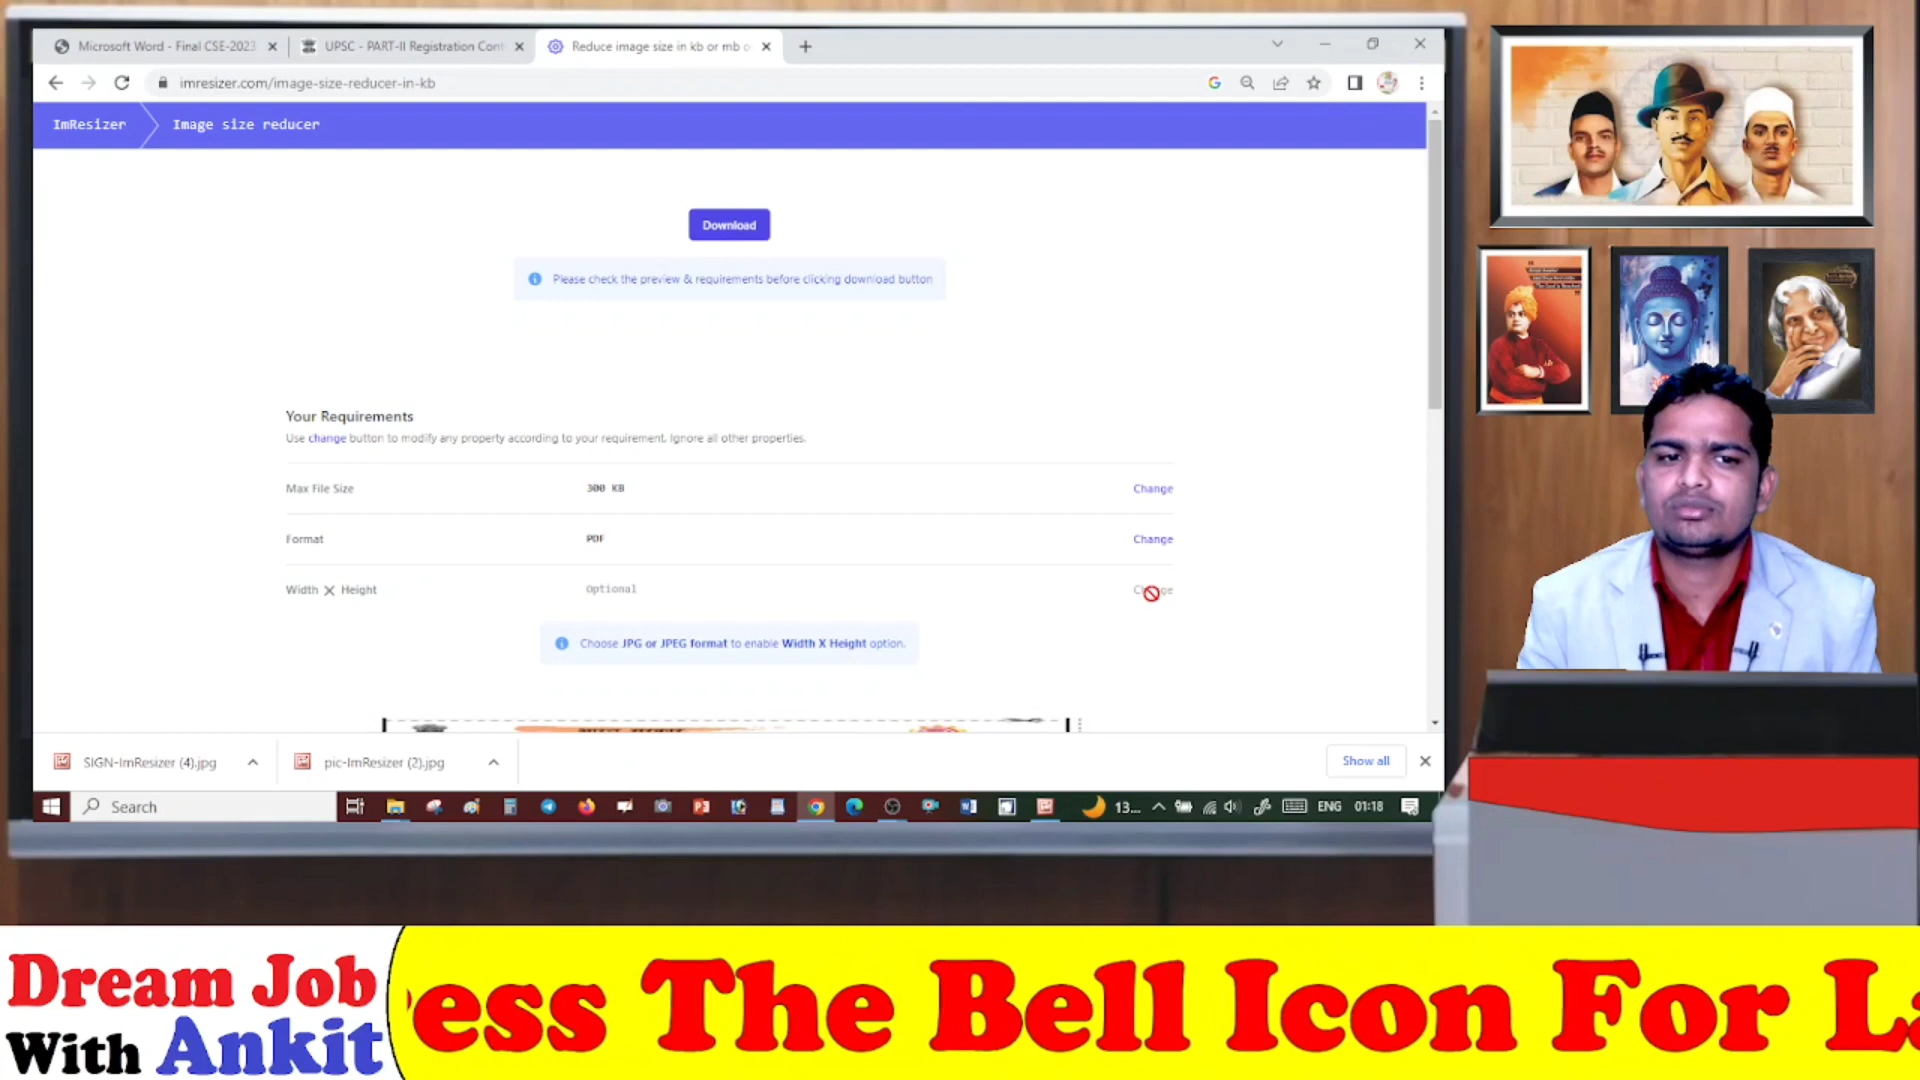 Microsoft Word - Final CSE-2023
UPSC - PART-II Registration Cont
Reduce image size in kb or mb o
imresizer.com/image-size-reducer-in-kb
ImResizer
Image size reducer
Download
Please check the preview & requirements before clicking download button
Your Requirements
Use change button to modify any property according to your requirement. Ignore all other properties.
Max File Size
300 KB
Change
Format
PDF
Change
Width X Height
Optional
Choose JPG or JPEG format to enable Width X Height option.
SIGN-ImResizer (4).jpg
pic-ImResizer (2).jpg
Show all
Search
13...
ENG
01:18
Dream Job
With Ankit
ess The Bell Icon For La